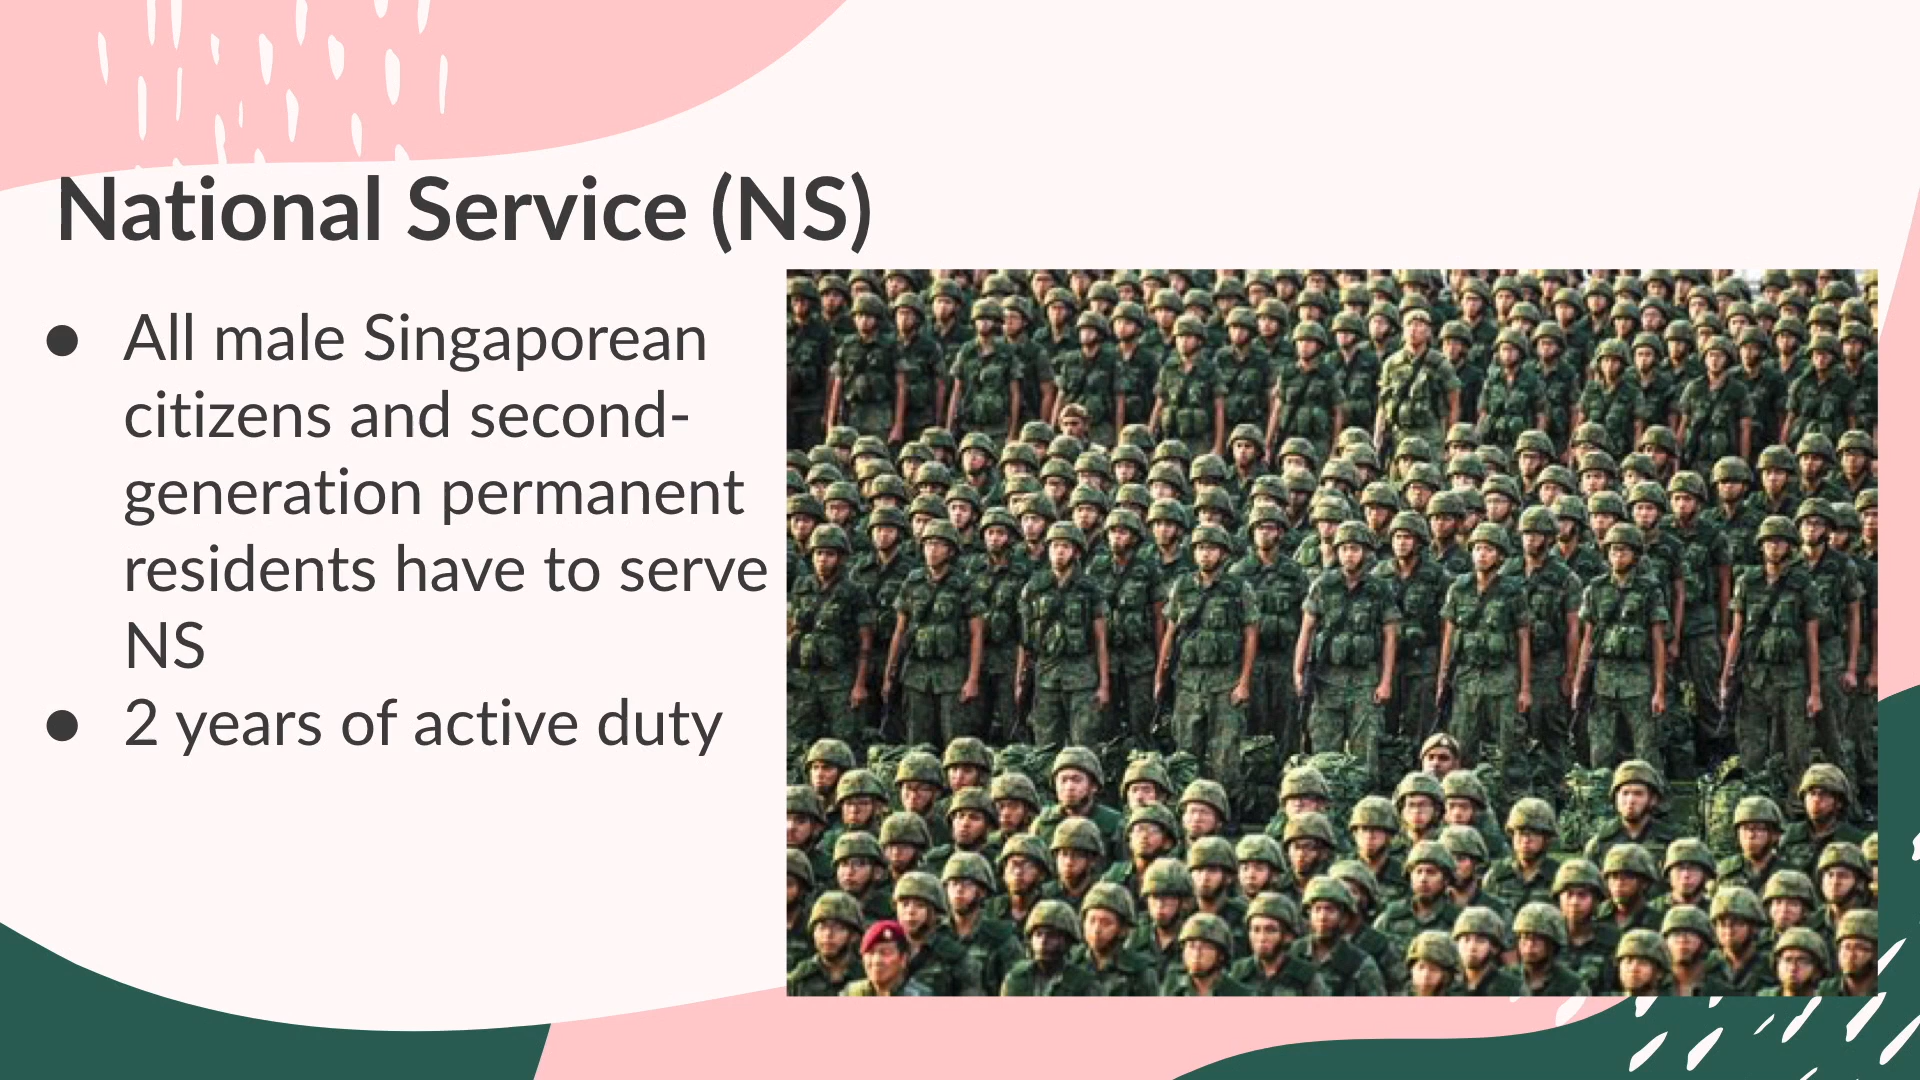 National Service (NS)
● All male Singaporean
citizens and second-
generation permanent
residents have to serve
NS
● 2 years of active duty